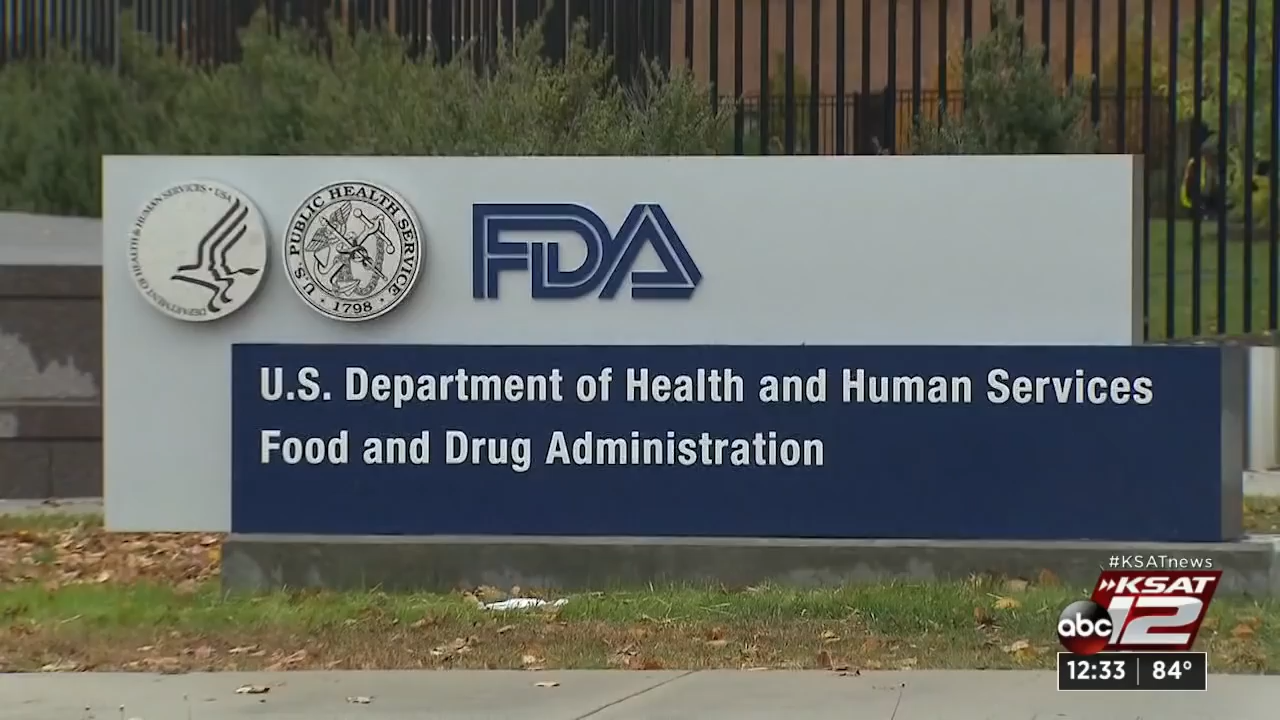 DEPARTMENT OF HEALTH & HUMAN SERVICES • USA
U.S. PUBLIC HEALTH SERVICE
• 1798 •
FDA
U.S. Department of Health and Human Services
Food and Drug Administration
#KSATnews
KSAT
abc 12
12:33 | 84°